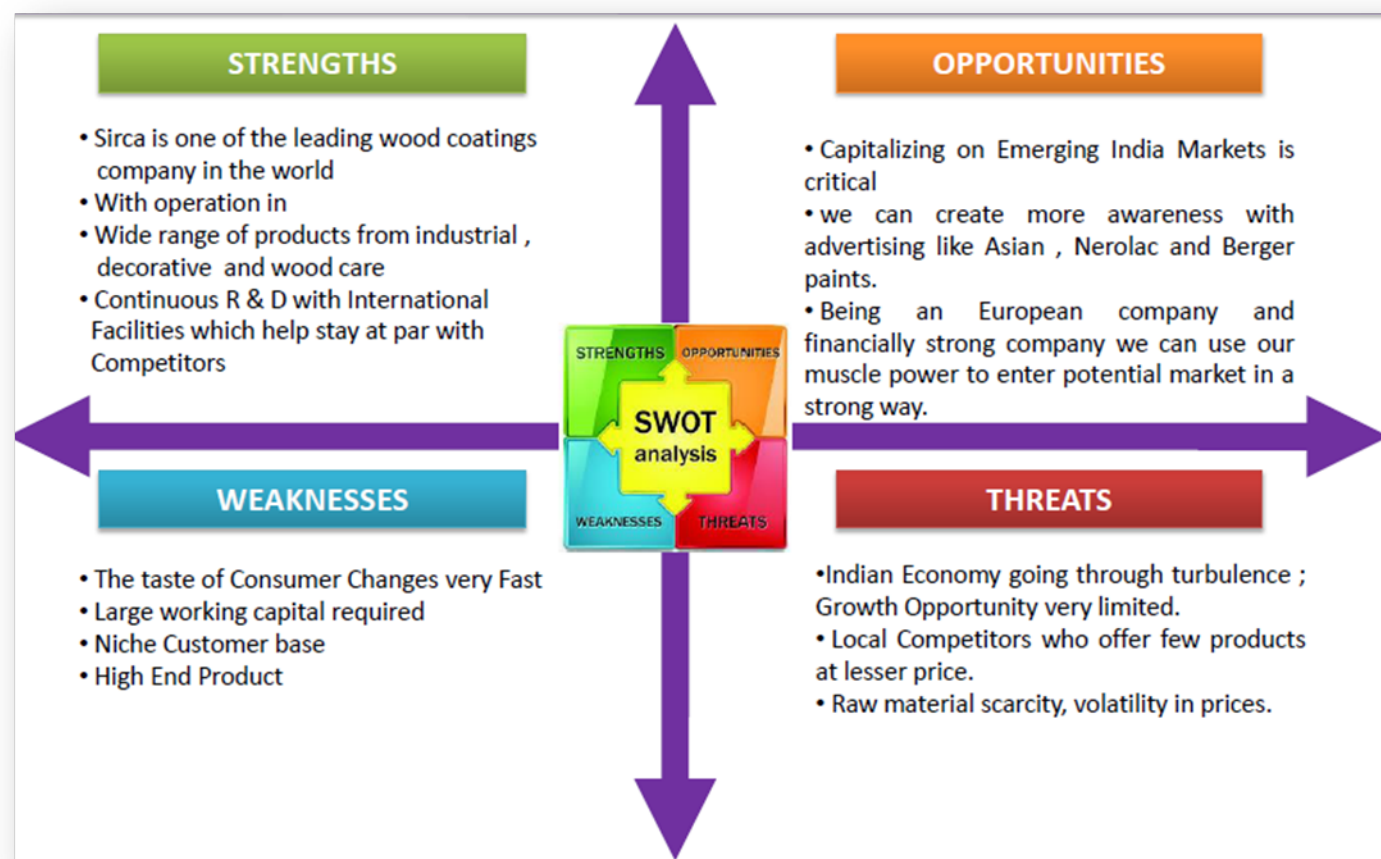 STRENGTHS
• Sirca is one of the leading wood coatings
company in the world
• With operation in
• Wide range of products from industrial ,
decorative and wood care
• Continuous R & D with International
Facilities which help stay at par with
Competitors
OPPORTUNITIES
• Capitalizing on Emerging India Markets is
critical
• we can create more awareness with
advertising like Asian , Nerolac and Berger
paints.
• Being an European company and
financially strong company we can use our
muscle power to enter potential market in a
strong way.
STRENGTHS
OPPORTUNITIES
SWOT
analysis
WEAKNESSES
THREATS
WEAKNESSES
• The taste of Consumer Changes very Fast
• Large working capital required
• Niche Customer base
• High End Product
THREATS
•Indian Economy going through turbulence ;
Growth Opportunity very limited.
• Local Competitors who offer few products
at lesser price.
• Raw material scarcity, volatility in prices.